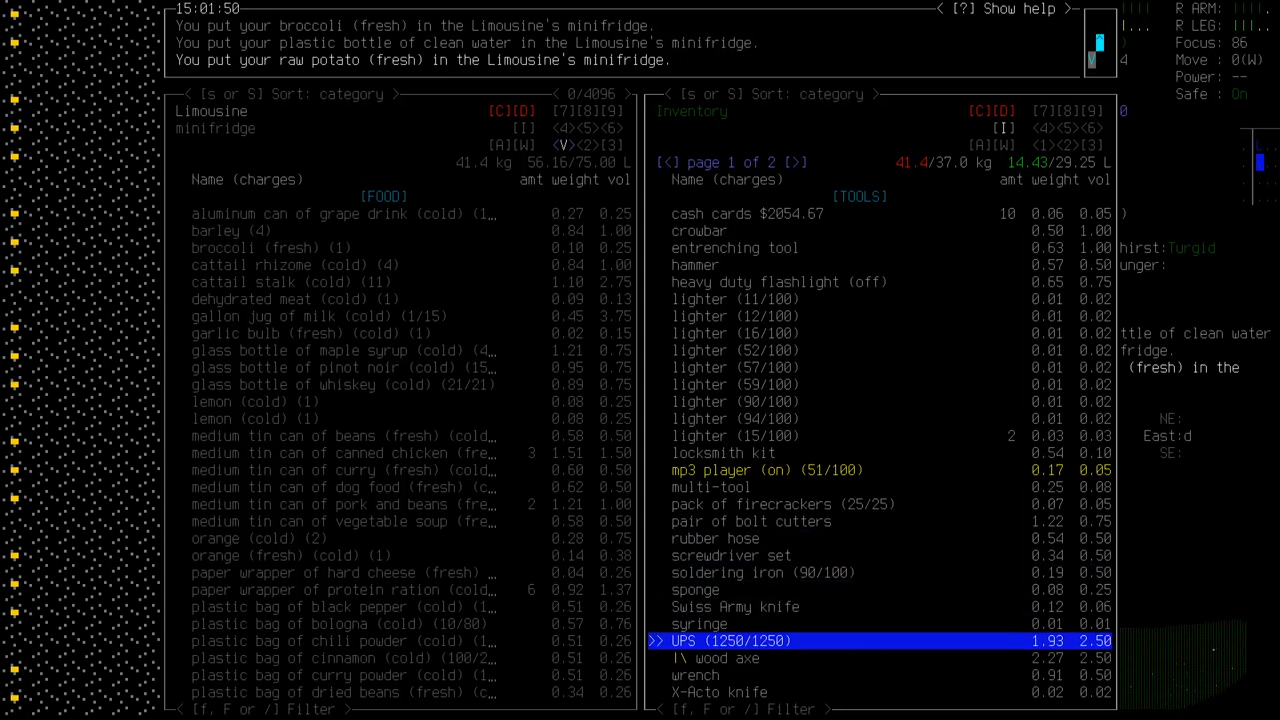 15:01:50
< [?] Show help >
You put your broccoli (fresh) in the Limousine's minifridge.
You put your plastic bottle of clean water in the Limousine's minifridge.
You put your raw potato (fresh) in the Limousine's minifridge.
^
v
R ARM: ||||.
R LEG: |||.
Focus: 86
Move : 0(W)
Power: --
Safe : On
4
< [s or S] Sort: category >
< 0/4096 >
Limousine [C][D] [7][8][9]
minifridge [I] <4><5><6>
[A][W] <V><2>[3]
41.4 kg 56.16/75.00 L
Name (charges) amt weight vol
[FOOD]
aluminum can of grape drink (cold) (1… 0.27 0.25
barley (4) 0.84 1.00
broccoli (fresh) (1) 0.10 0.25
cattail rhizome (cold) (4) 0.84 1.00
cattail stalk (cold) (11) 1.10 2.75
dehydrated meat (cold) (1) 0.09 0.13
gallon jug of milk (cold) (1/15) 0.45 3.75
garlic bulb (fresh) (cold) (1) 0.02 0.15
glass bottle of maple syrup (cold) (4… 1.21 0.75
glass bottle of pinot noir (cold) (15… 0.95 0.75
glass bottle of whiskey (cold) (21/21) 0.89 0.75
lemon (cold) (1) 0.08 0.25
lemon (cold) (1) 0.08 0.25
medium tin can of beans (fresh) (cold… 0.58 0.50
medium tin can of canned chicken (fre… 3 1.51 1.50
medium tin can of curry (fresh) (cold… 0.60 0.50
medium tin can of dog food (fresh) (c… 0.62 0.50
medium tin can of pork and beans (fre… 2 1.21 1.00
medium tin can of vegetable soup (fre… 0.58 0.50
orange (cold) (2) 0.28 0.75
orange (fresh) (cold) (1) 0.14 0.38
paper wrapper of hard cheese (fresh) … 0.04 0.26
paper wrapper of protein ration (cold… 6 0.92 1.37
plastic bag of black pepper (cold) (1… 0.51 0.26
plastic bag of bologna (cold) (10/80) 0.57 0.76
plastic bag of chili powder (cold) (1… 0.51 0.26
plastic bag of cinnamon (cold) (100/2… 0.51 0.26
plastic bag of curry powder (cold) (1… 0.51 0.26
plastic bag of dried beans (fresh) (c… 0.34 0.26
< [f, F or /] Filter >
< [s or S] Sort: category >
Inventory [C][D] [7][8][9]
[I] <4><5><6>
[A][W] <1><2>[3]
[<] page 1 of 2 [>] 41.4/37.0 kg 14.43/29.25 L
Name (charges) amt weight vol
[TOOLS]
cash cards $2054.67 10 0.06 0.05
crowbar 0.50 1.00
entrenching tool 0.63 1.00
hammer 0.57 0.50
heavy duty flashlight (off) 0.65 0.75
lighter (11/100) 0.01 0.02
lighter (12/100) 0.01 0.02
lighter (16/100) 0.01 0.02
lighter (52/100) 0.01 0.02
lighter (57/100) 0.01 0.02
lighter (59/100) 0.01 0.02
lighter (90/100) 0.01 0.02
lighter (94/100) 0.01 0.02
lighter (15/100) 2 0.03 0.03
locksmith kit 0.54 0.10
mp3 player (on) (51/100) 0.17 0.05
multi-tool 0.25 0.08
pack of firecrackers (25/25) 0.07 0.05
pair of bolt cutters 1.22 0.75
rubber hose 0.54 0.50
screwdriver set 0.34 0.50
soldering iron (90/100) 0.19 0.50
sponge 0.08 0.25
Swiss Army knife 0.12 0.06
syringe 0.01 0.01
>> UPS (1250/1250) 1.93 2.50
|\ wood axe 2.27 2.50
wrench 0.91 0.50
X-Acto knife 0.02 0.02
< [f, F or /] Filter >
0
L
)
hirst:Turgid
unger:
ttle of clean water
fridge.
(fresh) in the
NE:
East:d
SE: